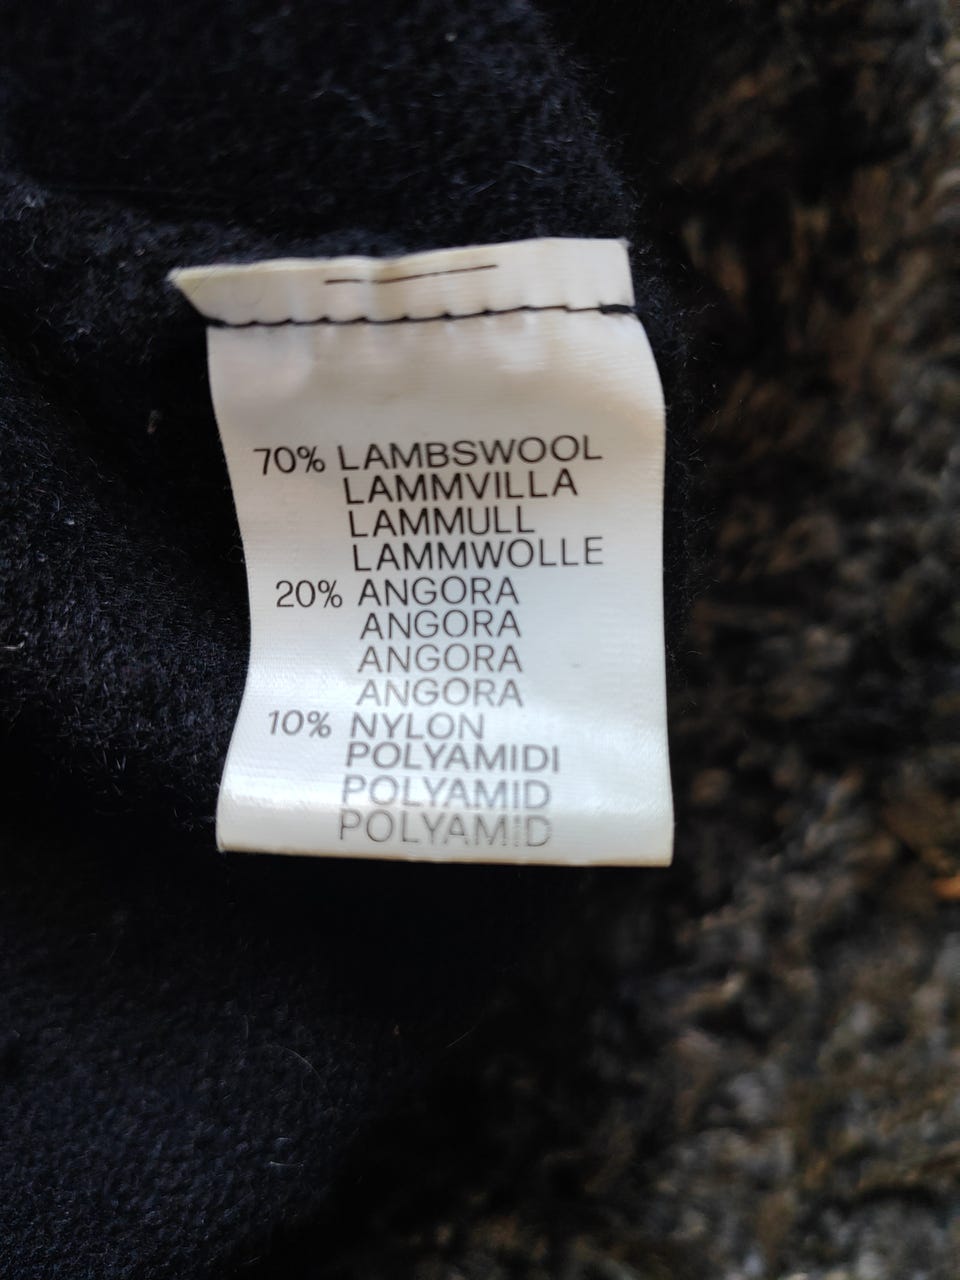 70% LAMBSWOOL
LAMMVILLA
LAMMULL
LAMMWOLLE
20% ANGORA
ANGORA
ANGORA
ANGORA
10% NYLON
POLYAMIDI
POLYAMID
POLYAMID